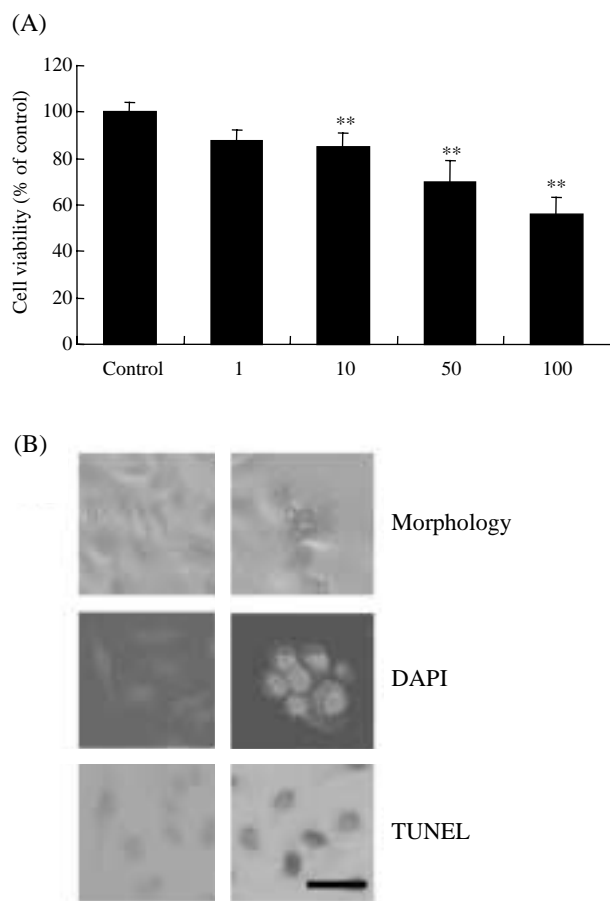 (A)
Cell viability (% of control)
120
100
80
60
40
20
0
**
**
**
Control 1 10 50 100
(B)
Morphology
DAPI
TUNEL